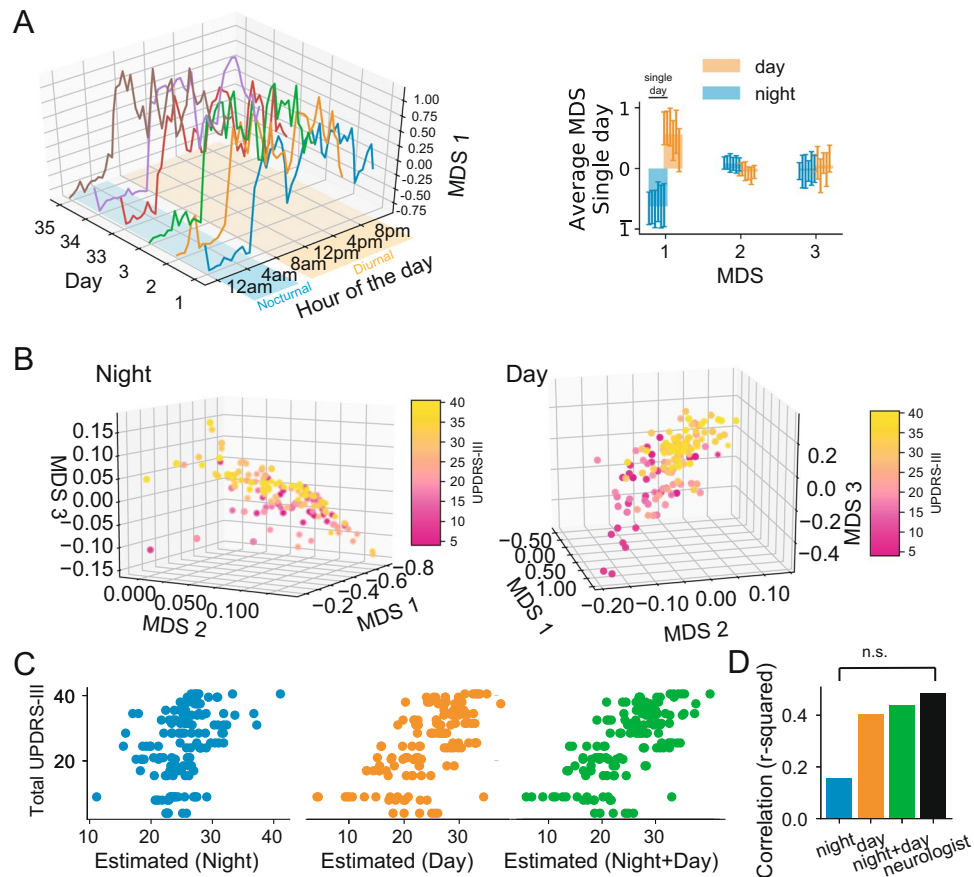 A
MDS 1
1.00
0.75
0.50
0.25
0.00
−0.25
−0.50
−0.75
35
34
33
3
2
1
Day
12am
4am
8am
12pm
4pm
8pm
Nocturnal
Diurnal
Hour of the day
single
day
day
night
Average MDS
Single day
1
0
1
1
2
3
MDS
B
Night
0.15
0.10
0.05
0.00
−0.05
−0.10
−0.15
MDS 3
0.000
0.050
0.100
MDS 2
−0.2
−0.4
−0.6
−0.8
MDS 1
40
35
30
25
20
15
10
5
UPDRS-III
Day
−0.50
0.00
0.50
1.00
MDS 1
−0.20
−0.10
0.00
0.10
MDS 2
0.2
0.0
−0.2
−0.4
MDS 3
40
35
30
25
20
15
10
5
UPDRS-III
C
Total UPDRS-III
40
20
10 20 30 40
Estimated (Night)
10 20 30
Estimated (Day)
10 20 30
Estimated (Night+Day)
D
n.s.
Correlation (r-squared)
0.4
0.2
0.0
night
day
night+day
neurologist